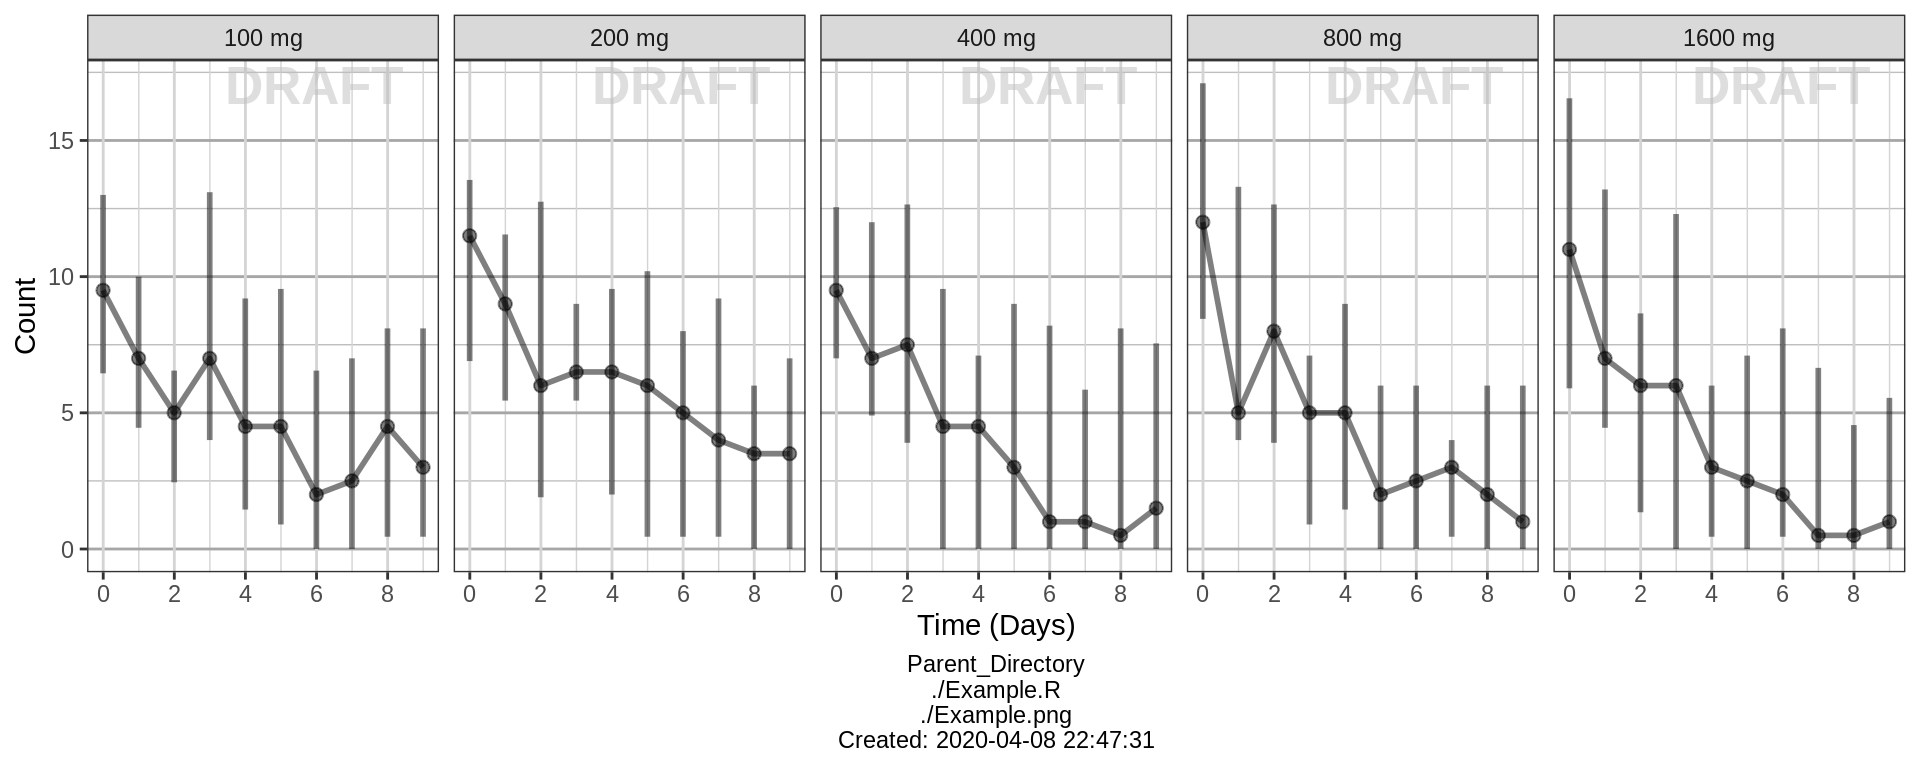 100 mg 200 mg 400 mg 800 mg 1600 mg
DRAFT DRAFT DRAFT DRAFT DRAFT
15
10
5
0
Count
0 2 4 6 8 0 2 4 6 8 0 2 4 6 8 0 2 4 6 8 0 2 4 6 8
Time (Days)
Parent_Directory
./Example.R
./Example.png
Created: 2020-04-08 22:47:31